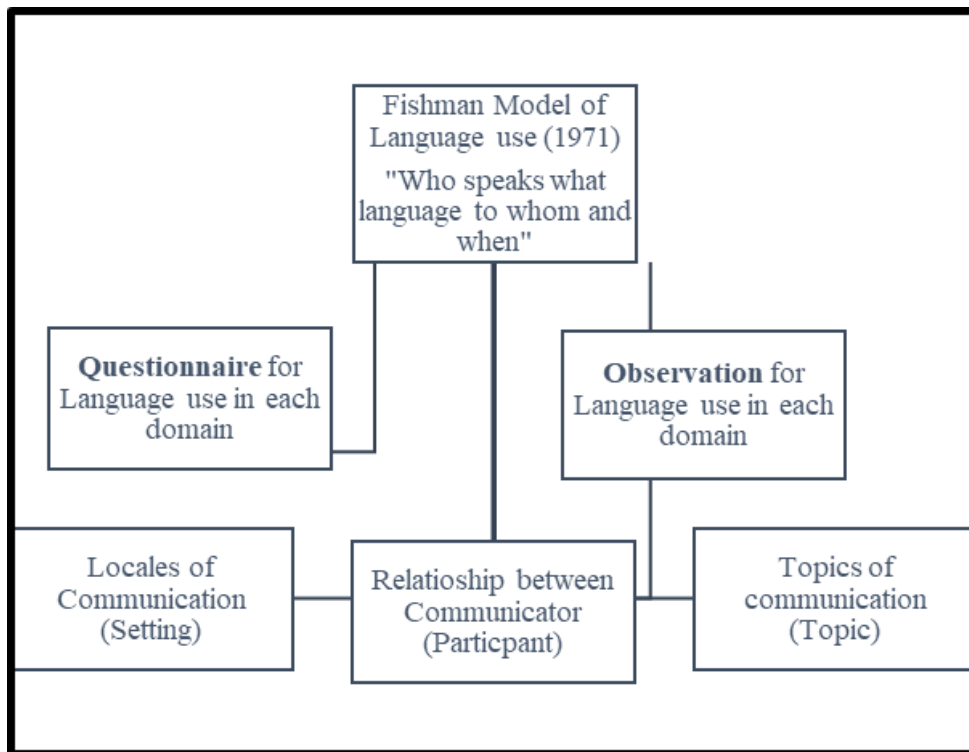 Fishman Model of
Language use (1971)
"Who speaks what
language to whom and
when"
Questionnaire for
Language use in each
domain
Observation for
Language use in each
domain
Locales of
Communication
(Setting)
Relatioship between
Communicator
(Particpant)
Topics of
communication
(Topic)